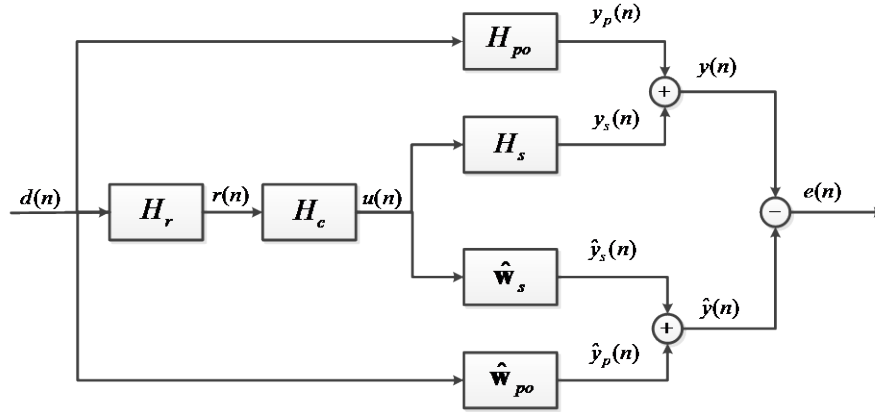 y_p(n)
H_po
y(n)
+
y_s(n)
H_s
d(n)
r(n)
u(n)
e(n)
H_r
H_c
−
ŷ_s(n)
ŵ_s
ŷ(n)
+
ŷ_p(n)
ŵ_po